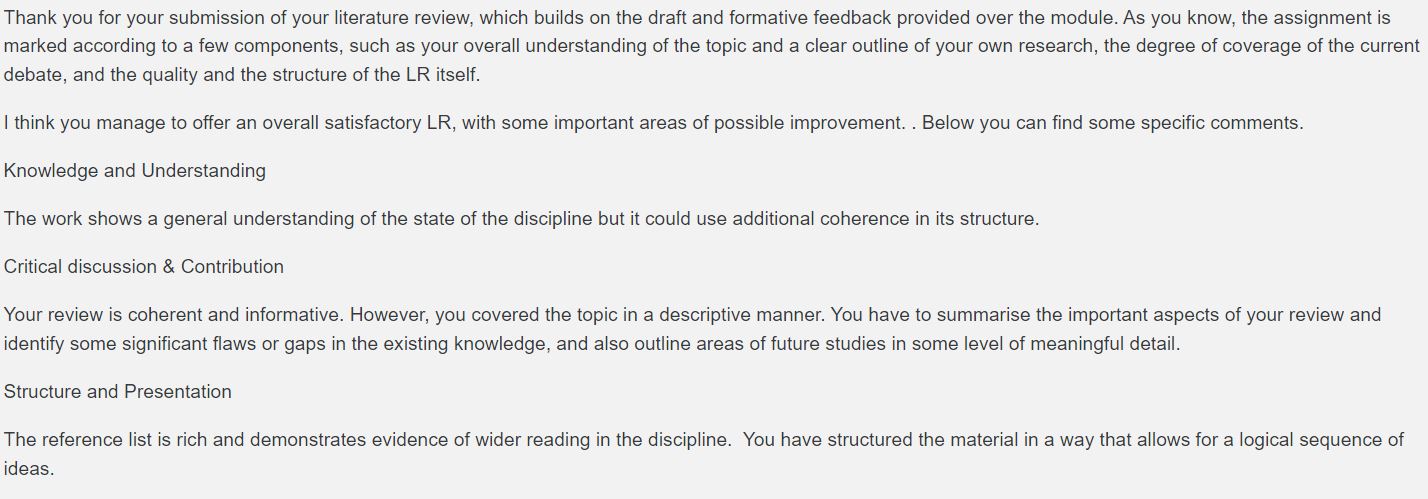 Thank you for your submission of your literature review, which builds on the draft and formative feedback provided over the module. As you know, the assignment is
marked according to a few components, such as your overall understanding of the topic and a clear outline of your own research, the degree of coverage of the current
debate, and the quality and the structure of the LR itself.
I think you manage to offer an overall satisfactory LR, with some important areas of possible improvement. . Below you can find some specific comments.
Knowledge and Understanding
The work shows a general understanding of the state of the discipline but it could use additional coherence in its structure.
Critical discussion & Contribution
Your review is coherent and informative. However, you covered the topic in a descriptive manner. You have to summarise the important aspects of your review and
identify some significant flaws or gaps in the existing knowledge, and also outline areas of future studies in some level of meaningful detail.
Structure and Presentation
The reference list is rich and demonstrates evidence of wider reading in the discipline.  You have structured the material in a way that allows for a logical sequence of
ideas.